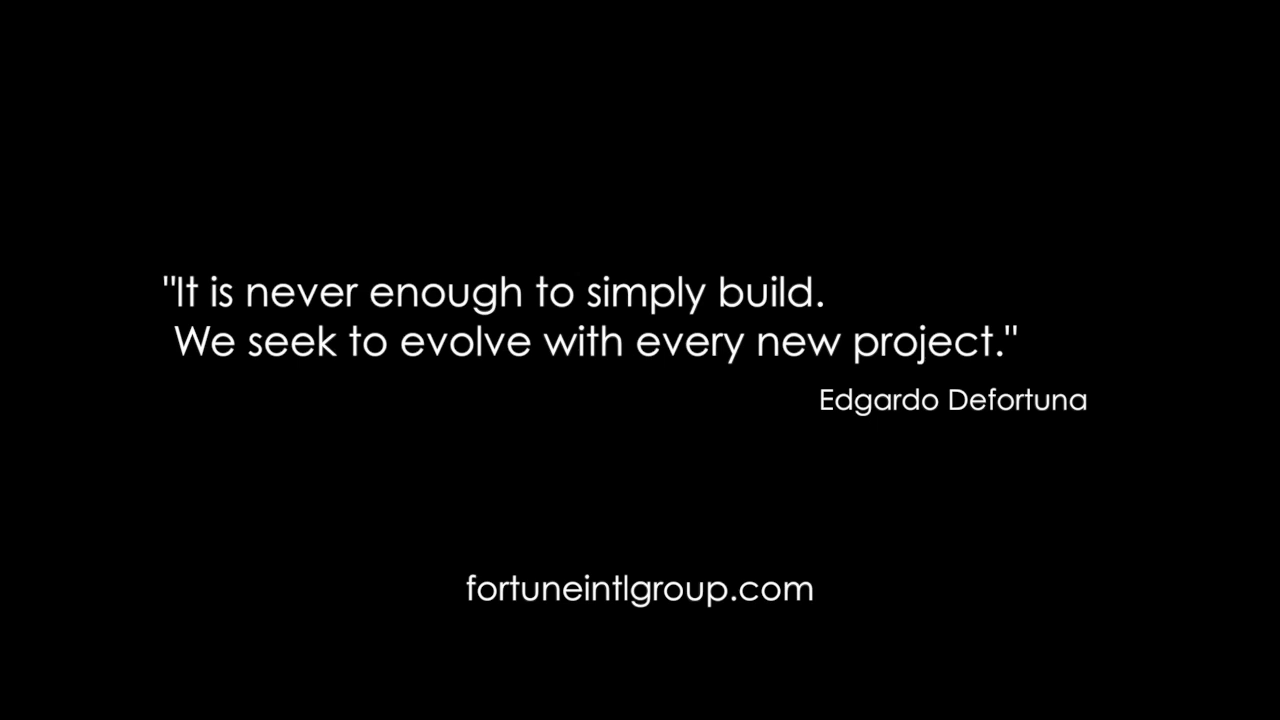 "It is never enough to simply build.
We seek to evolve with every new project."
Edgardo Defortuna
fortuneintlgroup.com